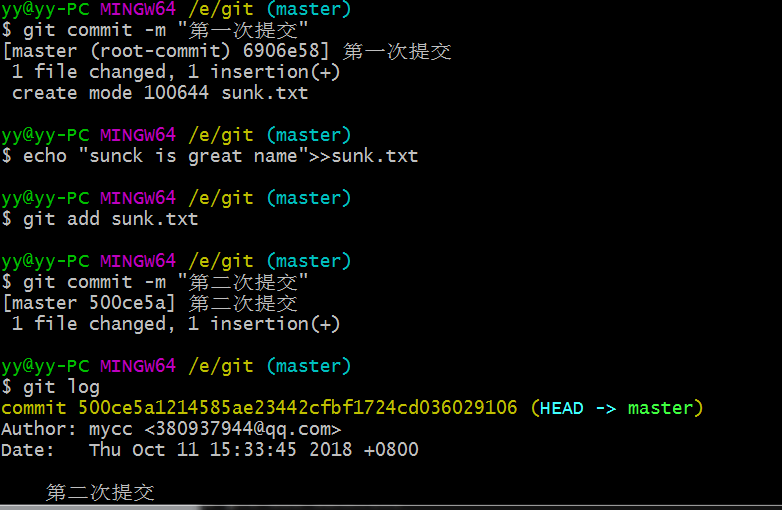 yy@yy-PC MINGW64 /e/git (master)
$ git commit -m "第一次提交"
[master (root-commit) 6906e58] 第一次提交
 1 file changed, 1 insertion(+)
 create mode 100644 sunk.txt
yy@yy-PC MINGW64 /e/git (master)
$ echo "sunck is great name">>sunk.txt
yy@yy-PC MINGW64 /e/git (master)
$ git add sunk.txt
yy@yy-PC MINGW64 /e/git (master)
$ git commit -m "第二次提交"
[master 500ce5a] 第二次提交
 1 file changed, 1 insertion(+)
yy@yy-PC MINGW64 /e/git (master)
$ git log
commit 500ce5a1214585ae23442cfbf1724cd036029106 (HEAD -> master)
Author: mycc <380937944@qq.com>
Date:   Thu Oct 11 15:33:45 2018 +0800
    第二次提交